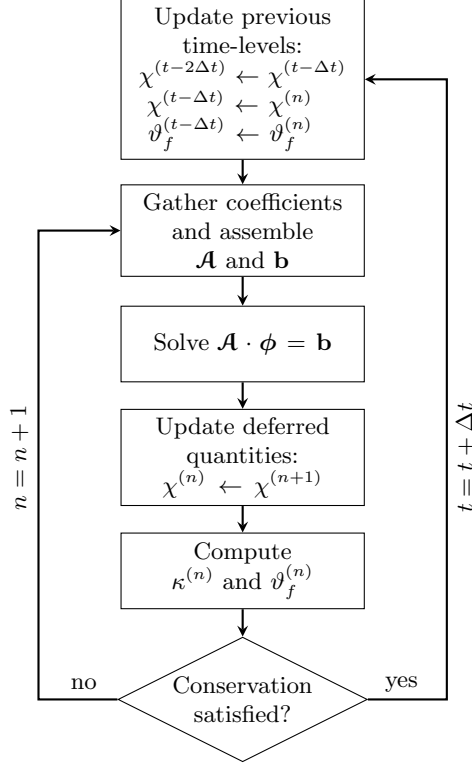 Update previous
time-levels:
χ^(t−2Δt) ← χ^(t−Δt)
χ^(t−Δt) ← χ^(n)
ϑ_f^(t−Δt) ← ϑ_f^(n)
Gather coefficients
and assemble
𝓐 and b
Solve 𝓐 · ϕ = b
Update deferred
quantities:
χ^(n) ← χ^(n+1)
Compute
κ^(n) and ϑ_f^(n)
Conservation
satisfied?
no
yes
n = n + 1
t = t + Δt